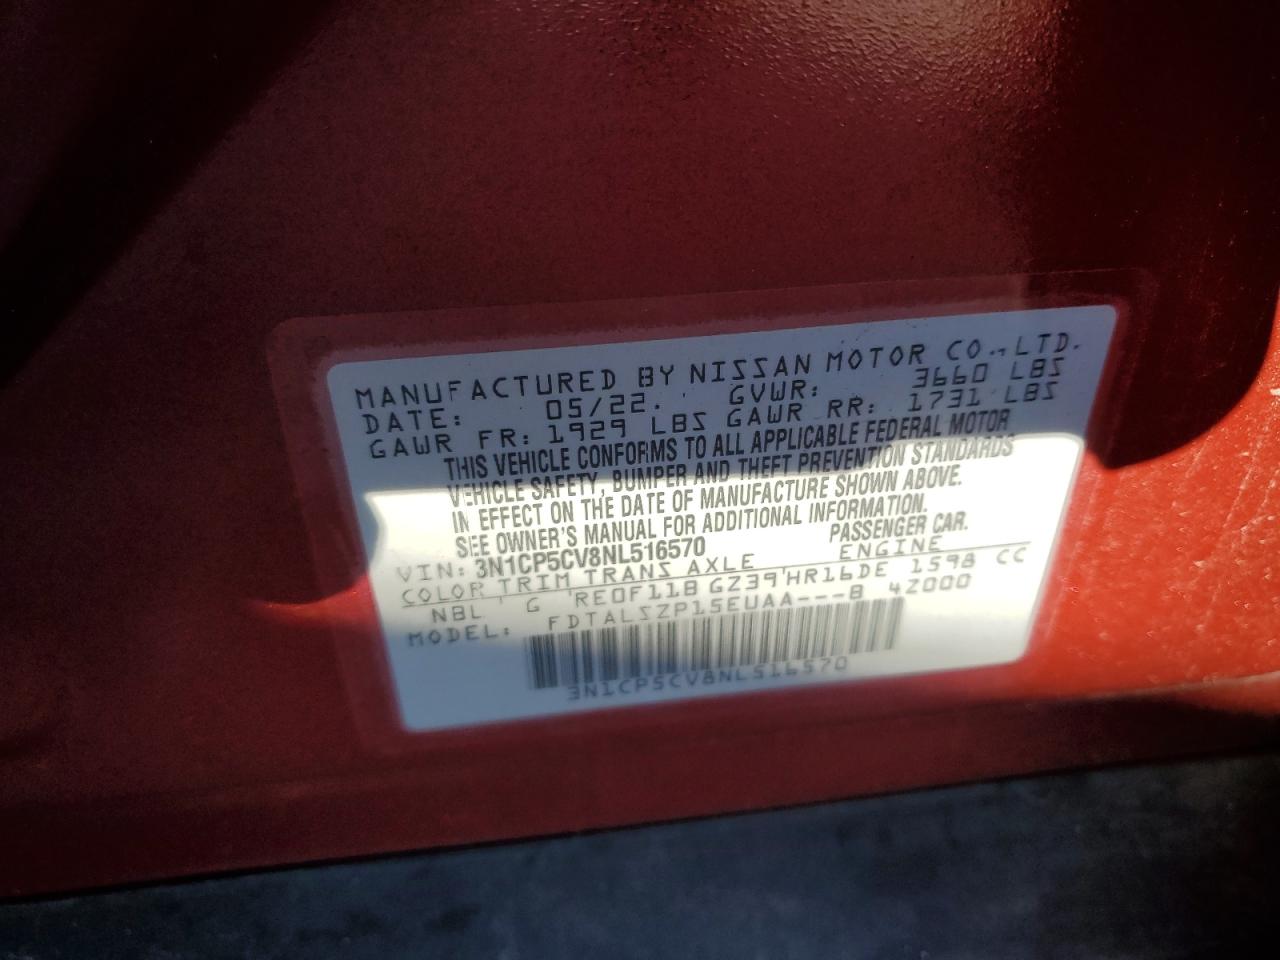 MANUFACTURED BY NISSAN MOTOR CO., LTD.
DATE: 05/22. GVWR: 3660 LBS
GAWR FR: 1929 LBS GAWR RR: 1731 LBS
THIS VEHICLE CONFORMS TO ALL APPLICABLE FEDERAL MOTOR
VEHICLE SAFETY, BUMPER AND THEFT PREVENTION STANDARDS
IN EFFECT ON THE DATE OF MANUFACTURE SHOWN ABOVE.
SEE OWNER'S MANUAL FOR ADDITIONAL INFORMATION.
VIN: 3N1CP5CV8NL516570 PASSENGER CAR.
COLOR TRIM TRANS AXLE ENGINE
NBL G RE0F11B GZ39 HR16DE 1598 CC
MODEL: FDTALSZP15EUAA---B 4Z000
3N1CP5CV8NL516570